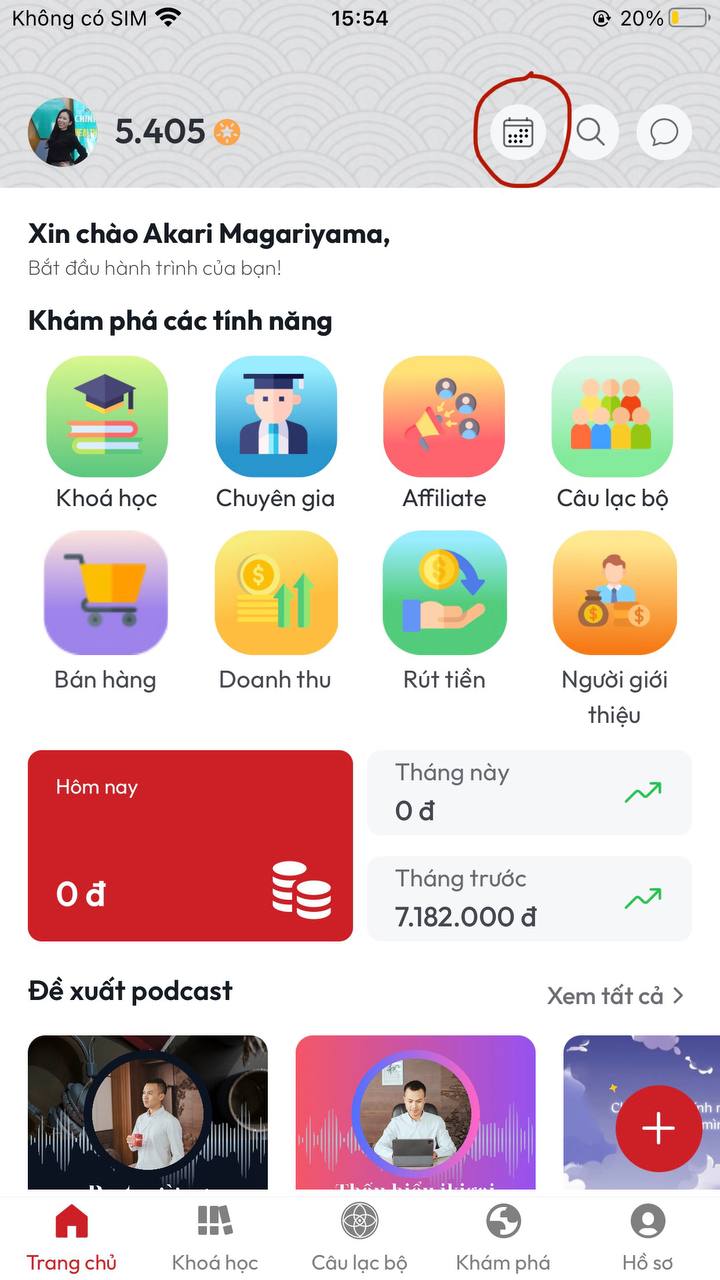 Không có SIM 15:54 20%
5.405
Xin chào Akari Magariyama,
Bắt đầu hành trình của bạn!
Khám phá các tính năng
Khoá học Chuyên gia Affiliate Câu lạc bộ
Bán hàng Doanh thu Rút tiền Người giới
thiệu
Hôm nay
0 đ
Tháng này
0 đ
Tháng trước
7.182.000 đ
Đề xuất podcast Xem tất cả
Trang chủ Khoá học Câu lạc bộ Khám phá Hồ sơ